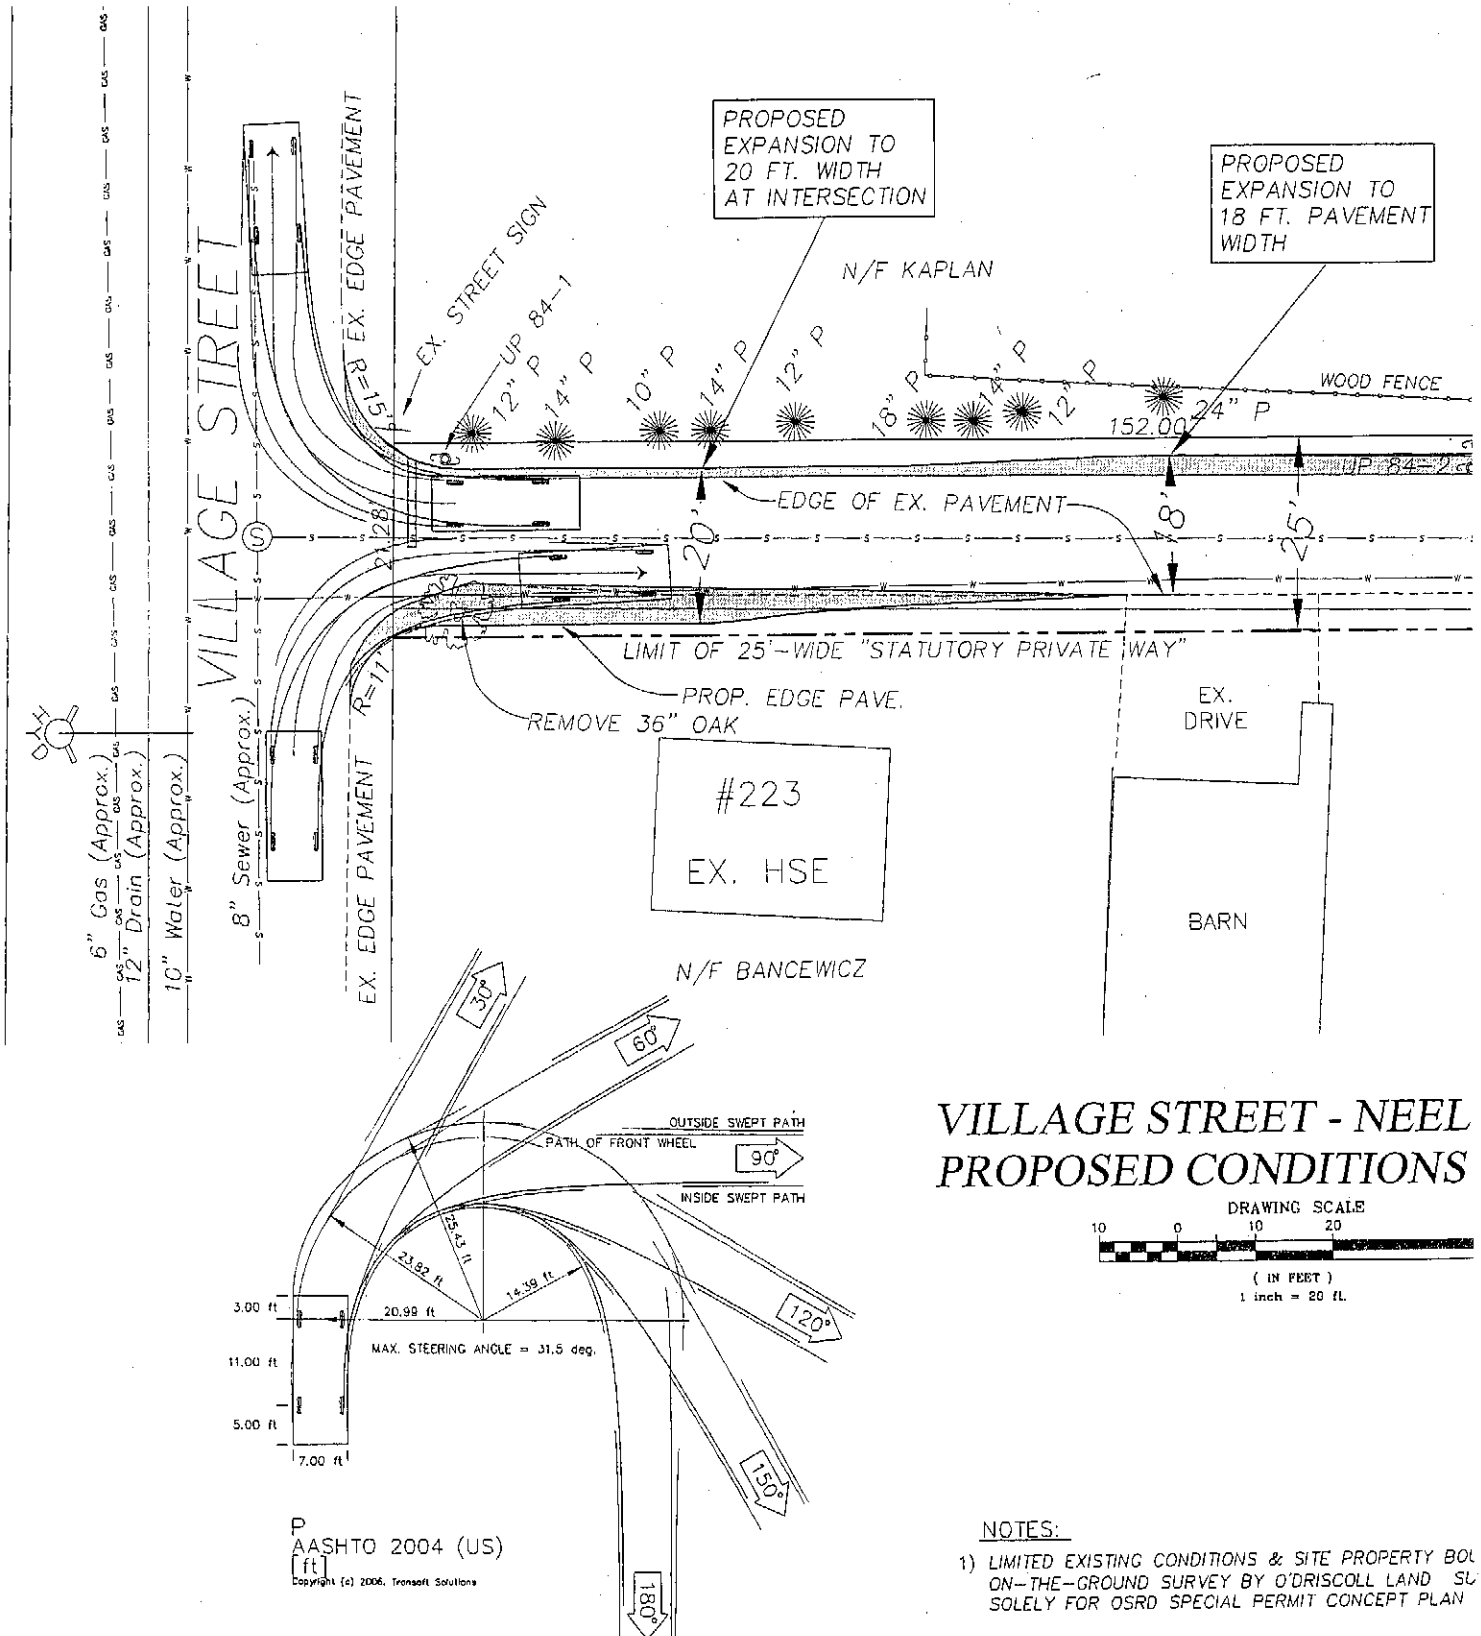 PROPOSED
EXPANSION TO
20 FT. WIDTH
AT INTERSECTION
PROPOSED
EXPANSION TO
18 FT. PAVEMENT
WIDTH
N/F KAPLAN
VILLAGE STREET
EX. EDGE PAVEMENT
R=15'
EX. STREET SIGN
UP 84-1
12" P
14" P
10" P
14" P
12" P
18" P
14" P
12" P
24" P
WOOD FENCE
152.00'
UP 84-2
EDGE OF EX. PAVEMENT
20'
18'
25'
21.28
S
LIMIT OF 25'-WIDE "STATUTORY PRIVATE WAY"
PROP. EDGE PAVE.
REMOVE 36" OAK
R=11'
EX. EDGE PAVEMENT
HYD
6" Gas (Approx.)
12" Drain (Approx.)
10" Water (Approx.)
8" Sewer (Approx.)
EX.
DRIVE
#223
EX. HSE
BARN
N/F BANCEWICZ
30°
60°
OUTSIDE SWEPT PATH
PATH OF FRONT WHEEL
90°
INSIDE SWEPT PATH
25.43 ft
23.82 ft
14.39 ft
20.99 ft
3.00 ft
11.00 ft
5.00 ft
7.00 ft
MAX. STEERING ANGLE = 31.5 deg.
120°
150°
180°
P
AASHTO 2004 (US)
[ft]
Copyright (c) 2006, Transoft Solutions
VILLAGE STREET - NEEL
PROPOSED CONDITIONS
DRAWING SCALE
10 0 10 20
( IN FEET )
1 inch = 20 ft.
NOTES:
1) LIMITED EXISTING CONDITIONS & SITE PROPERTY BOU
ON-THE-GROUND SURVEY BY O'DRISCOLL LAND SU
SOLELY FOR OSRD SPECIAL PERMIT CONCEPT PLAN